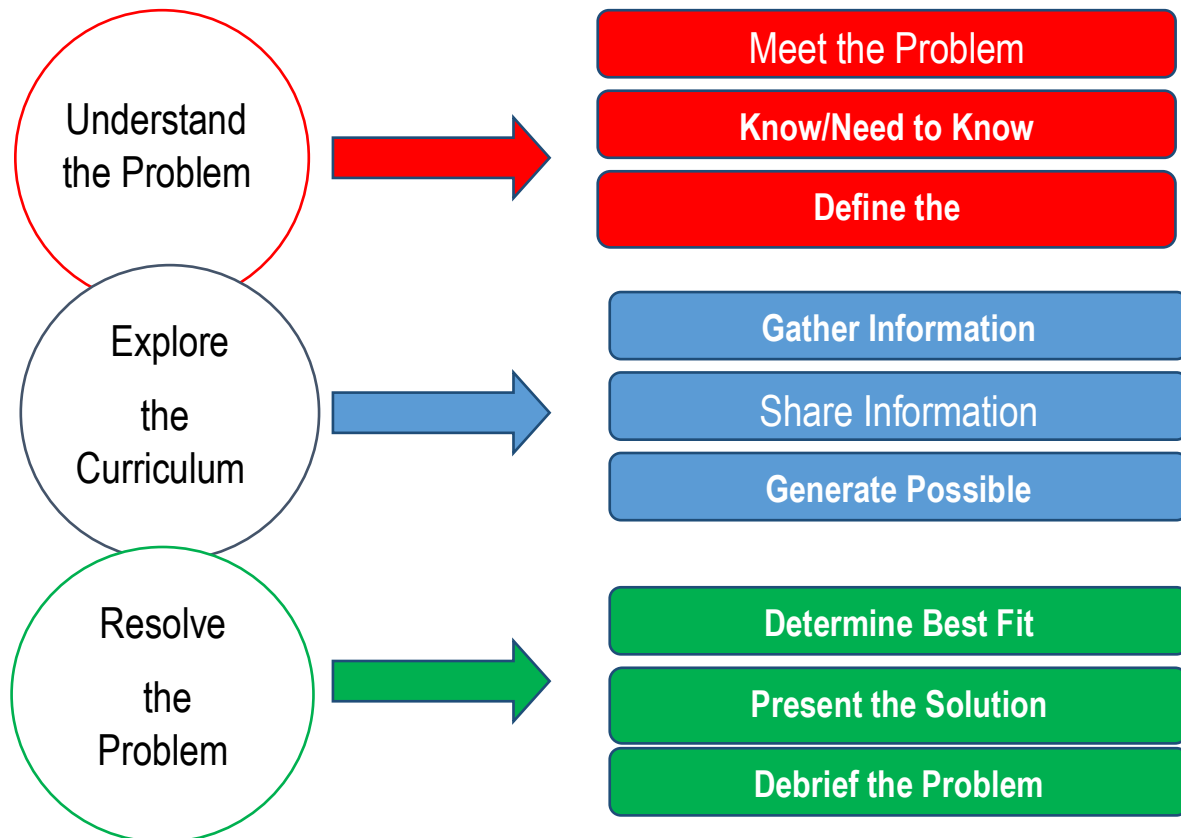 Understand
the Problem
Meet the Problem
Know/Need to Know
Define the
Explore
the
Curriculum
Gather Information
Share Information
Generate Possible
Resolve
the
Problem
Determine Best Fit
Present the Solution
Debrief the Problem